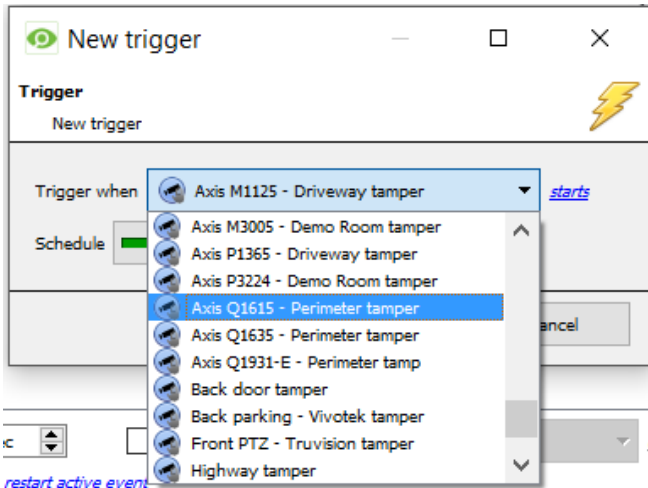 New trigger
Trigger
New trigger
Trigger when Axis M1125 - Driveway tamper starts
Axis M3005 - Demo Room tamper
Schedule
Axis P1365 - Driveway tamper
Axis P3224 - Demo Room tamper
Axis Q1615 - Perimeter tamper
Axis Q1635 - Perimeter tamper
Axis Q1931-E - Perimeter tamp
Back door tamper
Back parking - Vivotek tamper
Front PTZ - Truvision tamper
Highway tamper
restart active event